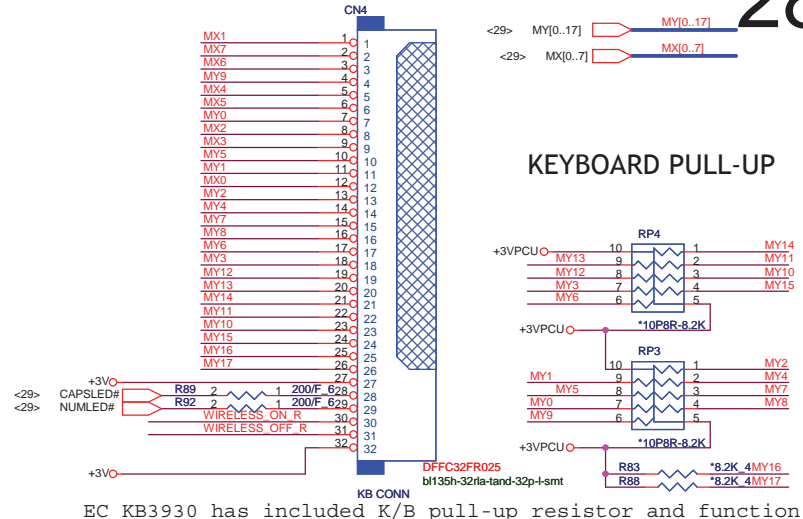 CN4
28
<29> MY[0..17] MY[0..17]
<29> MX[0..7] MX[0..7]
MX1 1 1
MX7 2 2
MX6 3 3
MY9 4 4
MX4 5 5
MX5 6 6
MY0 7 7
MX2 8 8
MX3 9 9
MY5 10 10
MY1 11 11
MX0 12 12
MY2 13 13
MY4 14 14
MY7 15 15
MY8 16 16
MY6 17 17
MY3 18 18
MY12 19 19
MY13 20 20
MY14 21 21
MY11 22 22
MY10 23 23
MY15 24 24
MY16 25 25
MY17 26 26
+3V 27 27
<29> CAPSLED# R89 2 1 200/F_6 28 28
<29> NUMLED# R92 2 1 200/F_6 29 29
WIRELESS_ON_R 30 30
WIRELESS_OFF_R 31 31
+3V 32 32
DFFC32FR025
bl135h-32rla-tand-32p-l-smt
KB CONN
KEYBOARD PULL-UP
RP4
+3VPCU 10 1 MY14
MY13 9 2 MY11
MY12 8 3 MY10
MY3 7 4 MY15
MY6 6 5
+3VPCU *10P8R-8.2K
RP3
10 1 MY2
MY1 9 2 MY4
MY5 8 3 MY7
MY0 7 4 MY8
MY9 6 5
+3VPCU *10P8R-8.2K
R83 *8.2K_4 MY16
R88 *8.2K_4 MY17
EC KB3930 has included K/B pull-up resistor and function